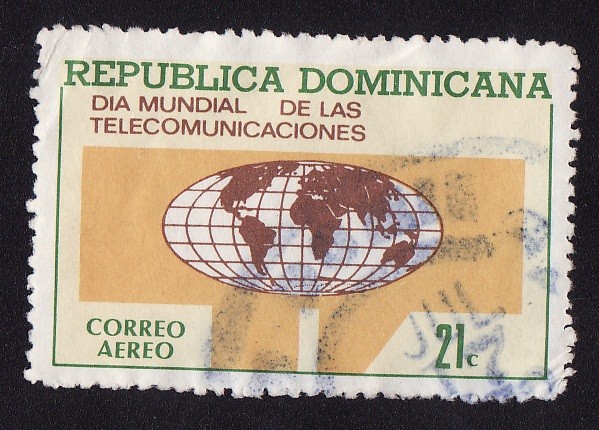 REPUBLICA DOMINICANA
DIA MUNDIAL DE LAS
TELECOMUNICACIONES
CORREO
AEREO
21c